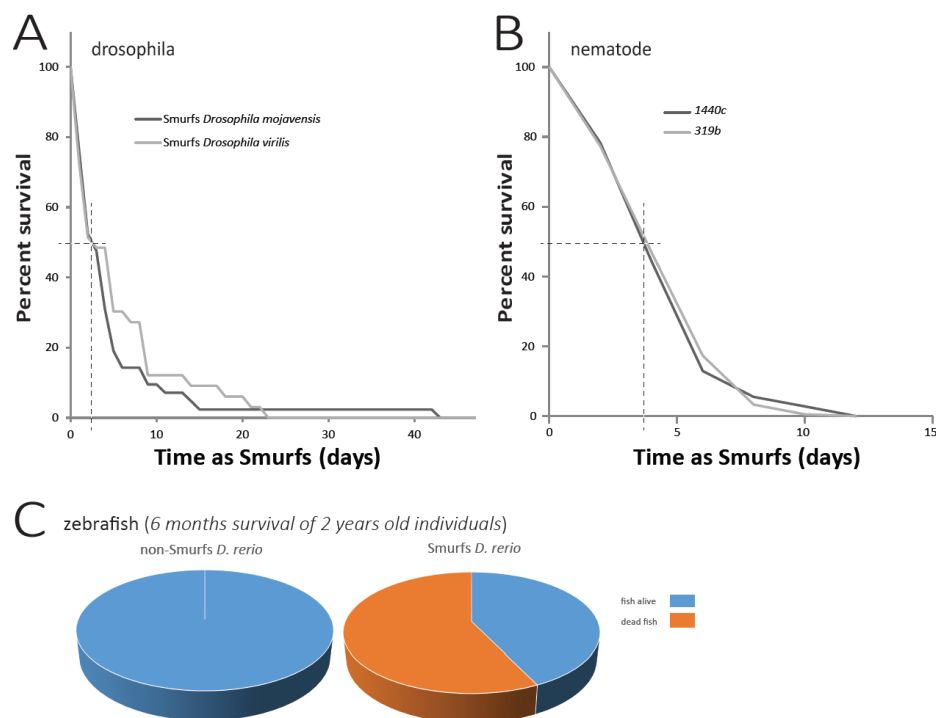 A
drosophila
100
80
60
40
20
0
Percent survival
Smurfs Drosophila mojavensis
Smurfs Drosophila virilis
0 10 20 30 40
Time as Smurfs (days)
B
nematode
100
80
60
40
20
0
Percent survival
1440c
319b
0 5 10 15
Time as Smurfs (days)
C
zebrafish (6 months survival of 2 years old individuals)
non-Smurfs D. rerio
Smurfs D. rerio
fish alive
dead fish